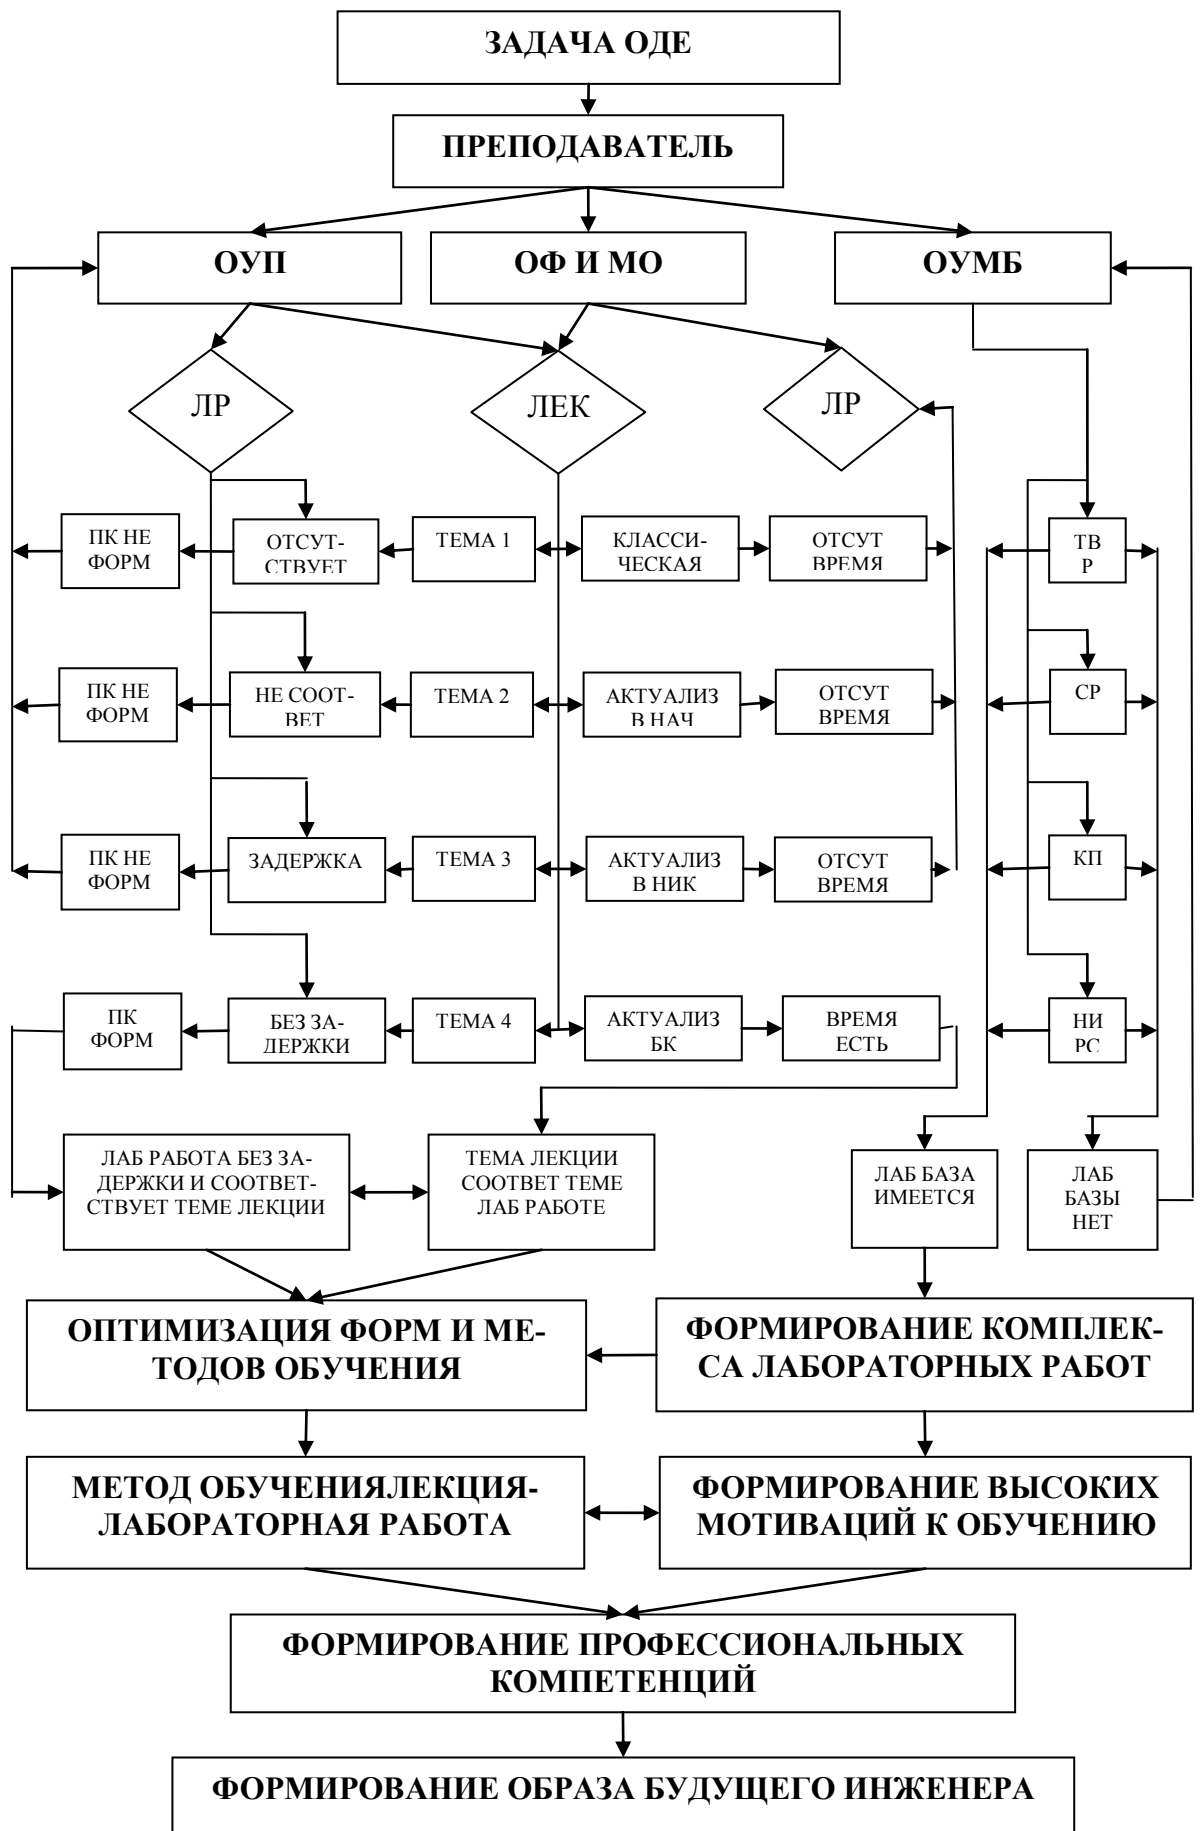 ЗАДАЧА ОДЕ
ПРЕПОДАВАТЕЛЬ
ОУП
ОФ И МО
ОУМБ
ЛР
ЛЕК
ЛР
ПК НЕ
ФОРМ
ОТСУТ-
СТВУЕТ
ТЕМА 1
КЛАССИ-
ЧЕСКАЯ
ОТСУТ
ВРЕМЯ
ТВ
Р
ПК НЕ
ФОРМ
НЕ СООТ-
ВЕТ
ТЕМА 2
АКТУАЛИЗ
В НАЧ
ОТСУТ
ВРЕМЯ
СР
ПК НЕ
ФОРМ
ЗАДЕРЖКА
ТЕМА 3
АКТУАЛИЗ
В НИК
ОТСУТ
ВРЕМЯ
КП
ПК
ФОРМ
БЕЗ ЗА-
ДЕРЖКИ
ТЕМА 4
АКТУАЛИЗ
БК
ВРЕМЯ
ЕСТЬ
НИ
РС
ЛАБ РАБОТА БЕЗ ЗА-
ДЕРЖКИ И СООТВЕТ-
СТВУЕТ ТЕМЕ ЛЕКЦИИ
ТЕМА ЛЕКЦИИ
СООТВЕТ ТЕМЕ
ЛАБ РАБОТЕ
ЛАБ БАЗА
ИМЕЕТСЯ
ЛАБ
БАЗЫ
НЕТ
ОПТИМИЗАЦИЯ ФОРМ И МЕ-
ТОДОВ ОБУЧЕНИЯ
ФОРМИРОВАНИЕ КОМПЛЕК-
СА ЛАБОРАТОРНЫХ РАБОТ
МЕТОД ОБУЧЕНИЯЛЕКЦИЯ-
ЛАБОРАТОРНАЯ РАБОТА
ФОРМИРОВАНИЕ ВЫСОКИХ
МОТИВАЦИЙ К ОБУЧЕНИЮ
ФОРМИРОВАНИЕ ПРОФЕССИОНАЛЬНЫХ
КОМПЕТЕНЦИЙ
ФОРМИРОВАНИЕ ОБРАЗА БУДУЩЕГО ИНЖЕНЕРА